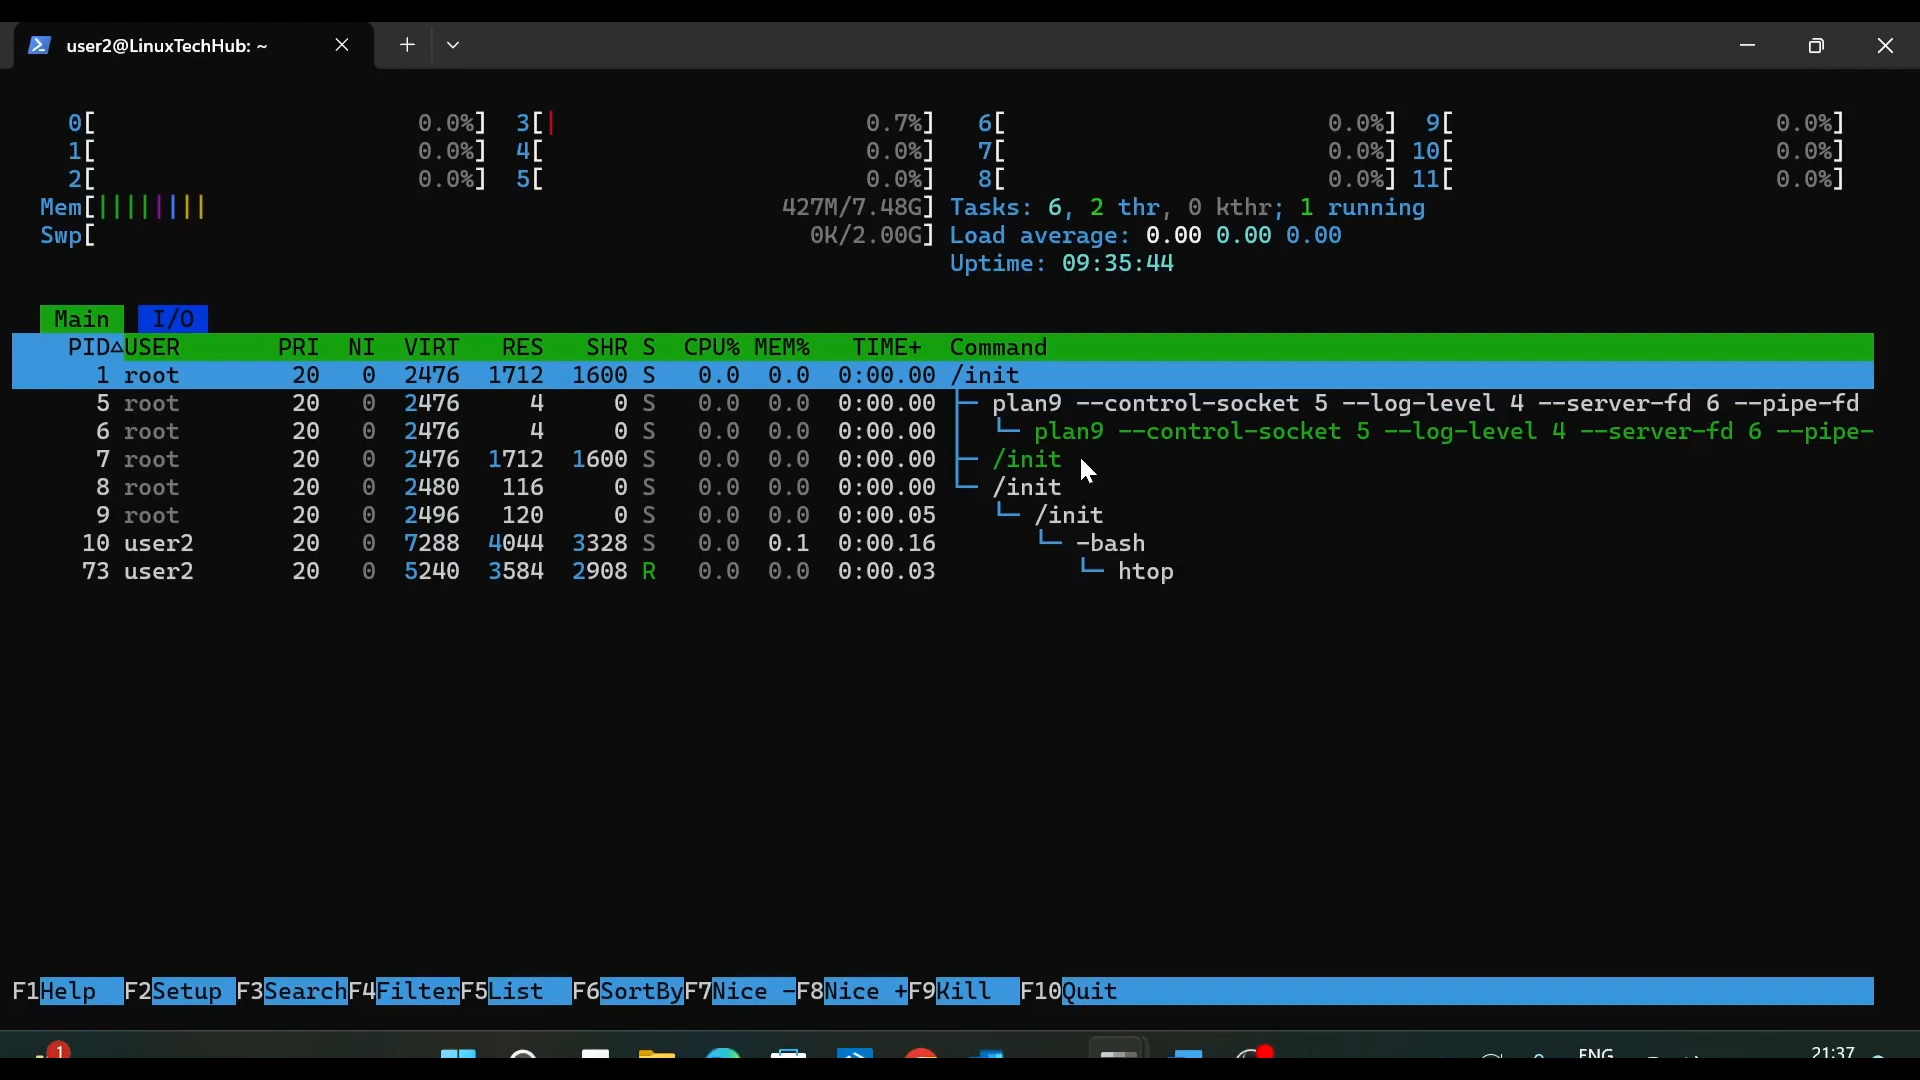 user2@LinuxTechHub: ~
0[ 0.0%] 3[| 0.7%] 6[ 0.0%] 9[ 0.0%]
1[ 0.0%] 4[ 0.0%] 7[ 0.0%] 10[ 0.0%]
2[ 0.0%] 5[ 0.0%] 8[ 0.0%] 11[ 0.0%]
Mem[|||||||| 427M/7.48G] Tasks: 6, 2 thr, 0 kthr; 1 running
Swp[ 0K/2.00G] Load average: 0.00 0.00 0.00
Uptime: 09:35:44
Main I/O
PID△USER PRI NI VIRT RES SHR S CPU% MEM% TIME+ Command
1 root 20 0 2476 1712 1600 S 0.0 0.0 0:00.00 /init
5 root 20 0 2476 4 0 S 0.0 0.0 0:00.00 ├─ plan9 --control-socket 5 --log-level 4 --server-fd 6 --pipe-fd
6 root 20 0 2476 4 0 S 0.0 0.0 0:00.00 │ └─ plan9 --control-socket 5 --log-level 4 --server-fd 6 --pipe-
7 root 20 0 2476 1712 1600 S 0.0 0.0 0:00.00 ├─ /init
8 root 20 0 2480 116 0 S 0.0 0.0 0:00.00 └─ /init
9 root 20 0 2496 120 0 S 0.0 0.0 0:00.05 └─ /init
10 user2 20 0 7288 4044 3328 S 0.0 0.1 0:00.16 └─ -bash
73 user2 20 0 5240 3584 2908 R 0.0 0.0 0:00.03 └─ htop
F1Help F2Setup F3SearchF4FilterF5List F6SortByF7Nice -F8Nice +F9Kill F10Quit
1 ENG 21:37